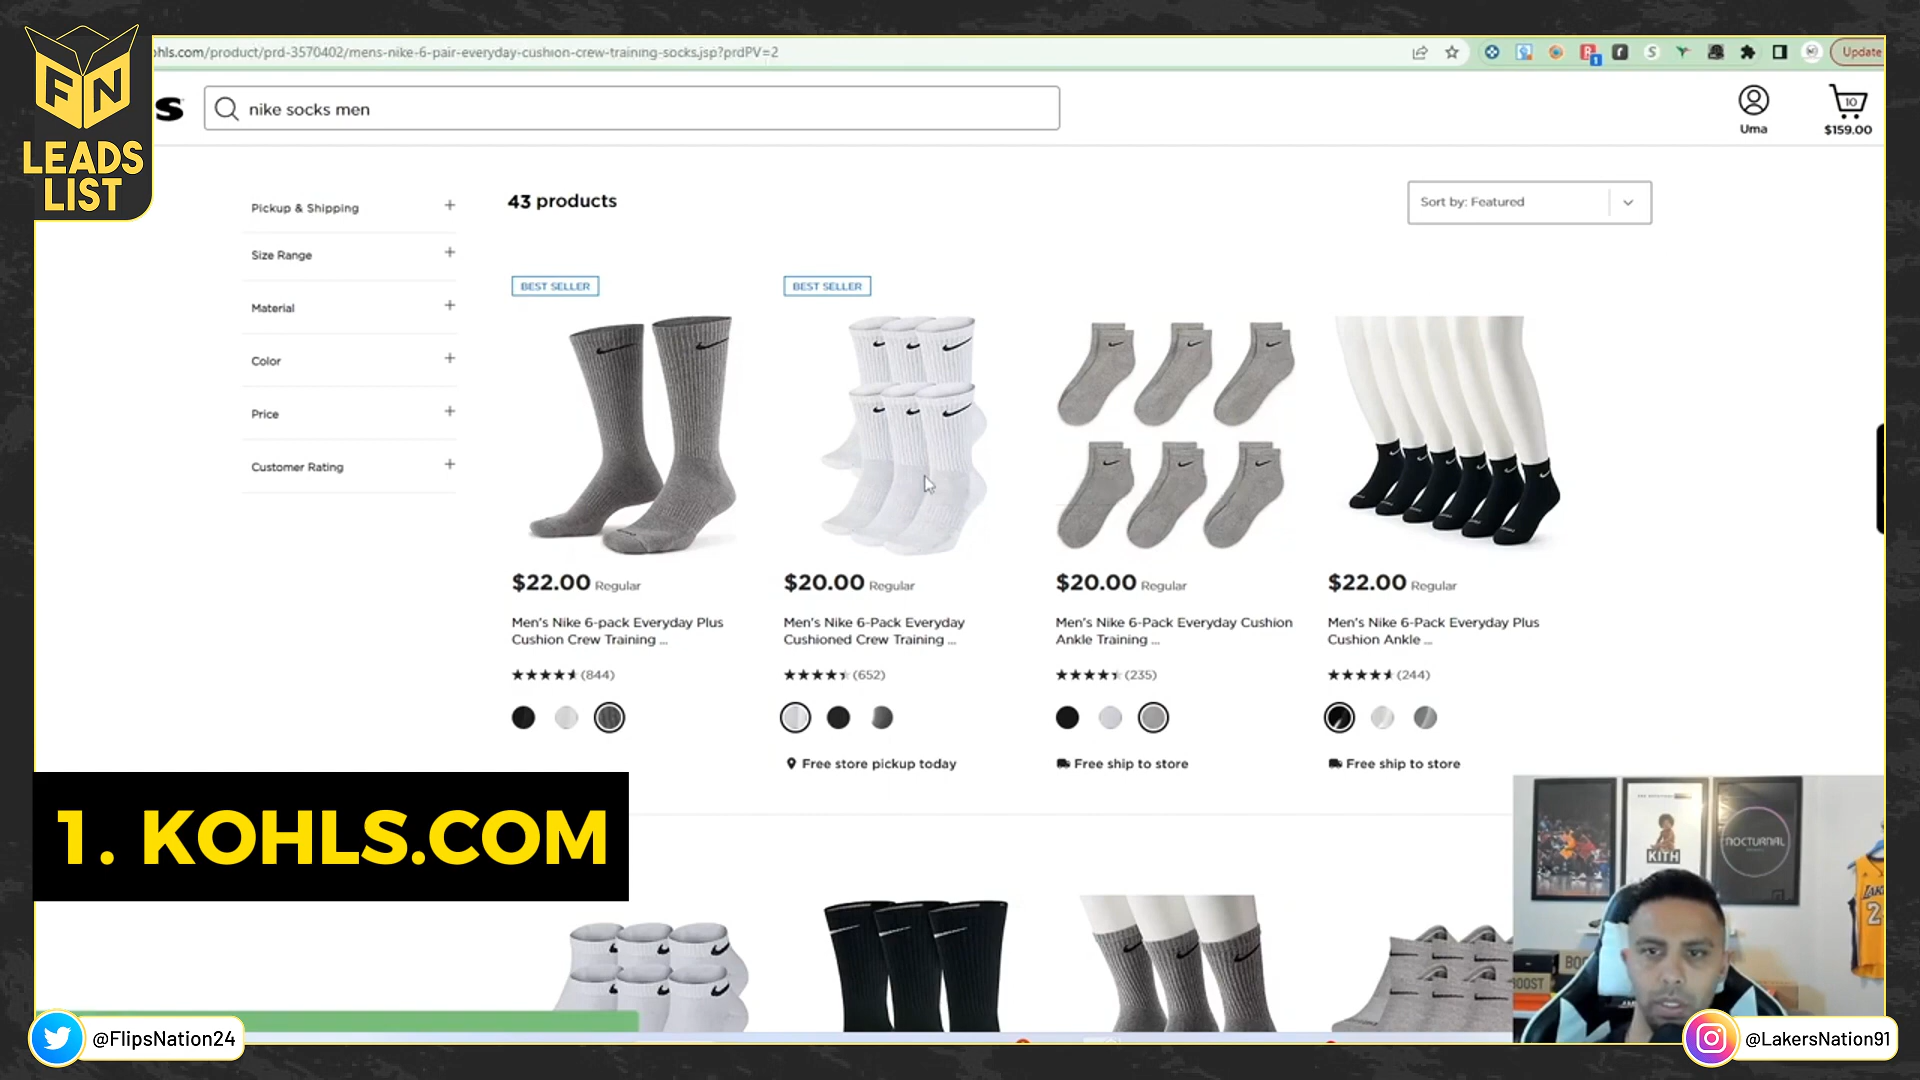 FN
LEADS
LIST
ohls.com/product/prd-3570402/mens-nike-6-pair-everyday-cushion-crew-training-socks.jsp?prdPV=2
Update
S
nike socks men
Uma
10
$159.00
Pickup & Shipping
Size Range
Material
Color
Price
Customer Rating
43 products
Sort by: Featured
BEST SELLER
BEST SELLER
$22.00 Regular
$20.00 Regular
$20.00 Regular
$22.00 Regular
Men's Nike 6-pack Everyday Plus
Cushion Crew Training ...
Men's Nike 6-Pack Everyday
Cushioned Crew Training ...
Men's Nike 6-Pack Everyday Cushion
Ankle Training ...
Men's Nike 6-Pack Everyday Plus
Cushion Ankle ...
(844)
(652)
(235)
(244)
Free store pickup today
Free ship to store
Free ship to store
1. KOHLS.COM
KITH
NOCTURNAL
BOOST
LAK
2
@FlipsNation24
@LakersNation91